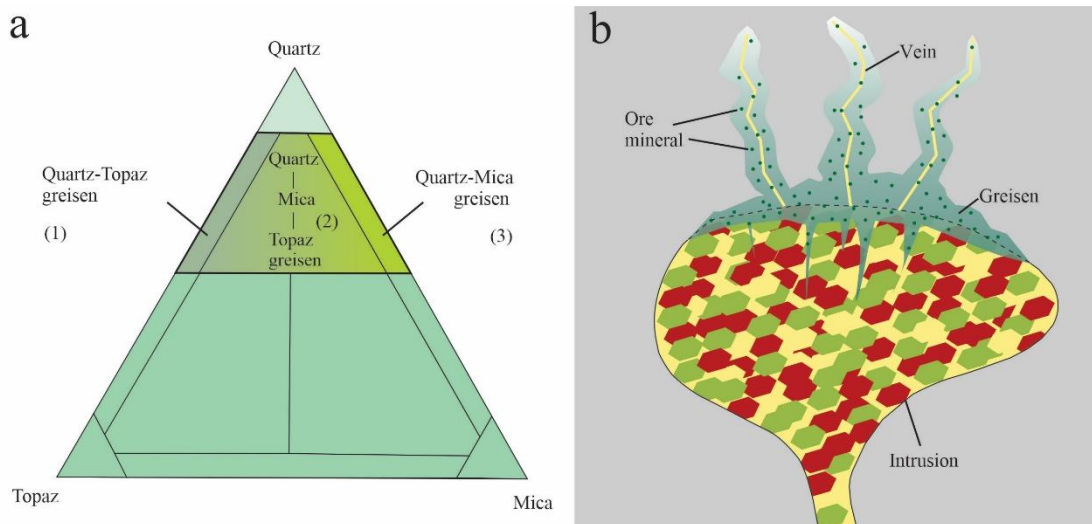 a
Quartz
Quartz-Topaz
greisen
(1)
Quartz
Mica
(2)
Topaz
greisen
Quartz-Mica
greisen
(3)
Topaz
Mica
b
Vein
Ore
mineral
Greisen
Intrusion